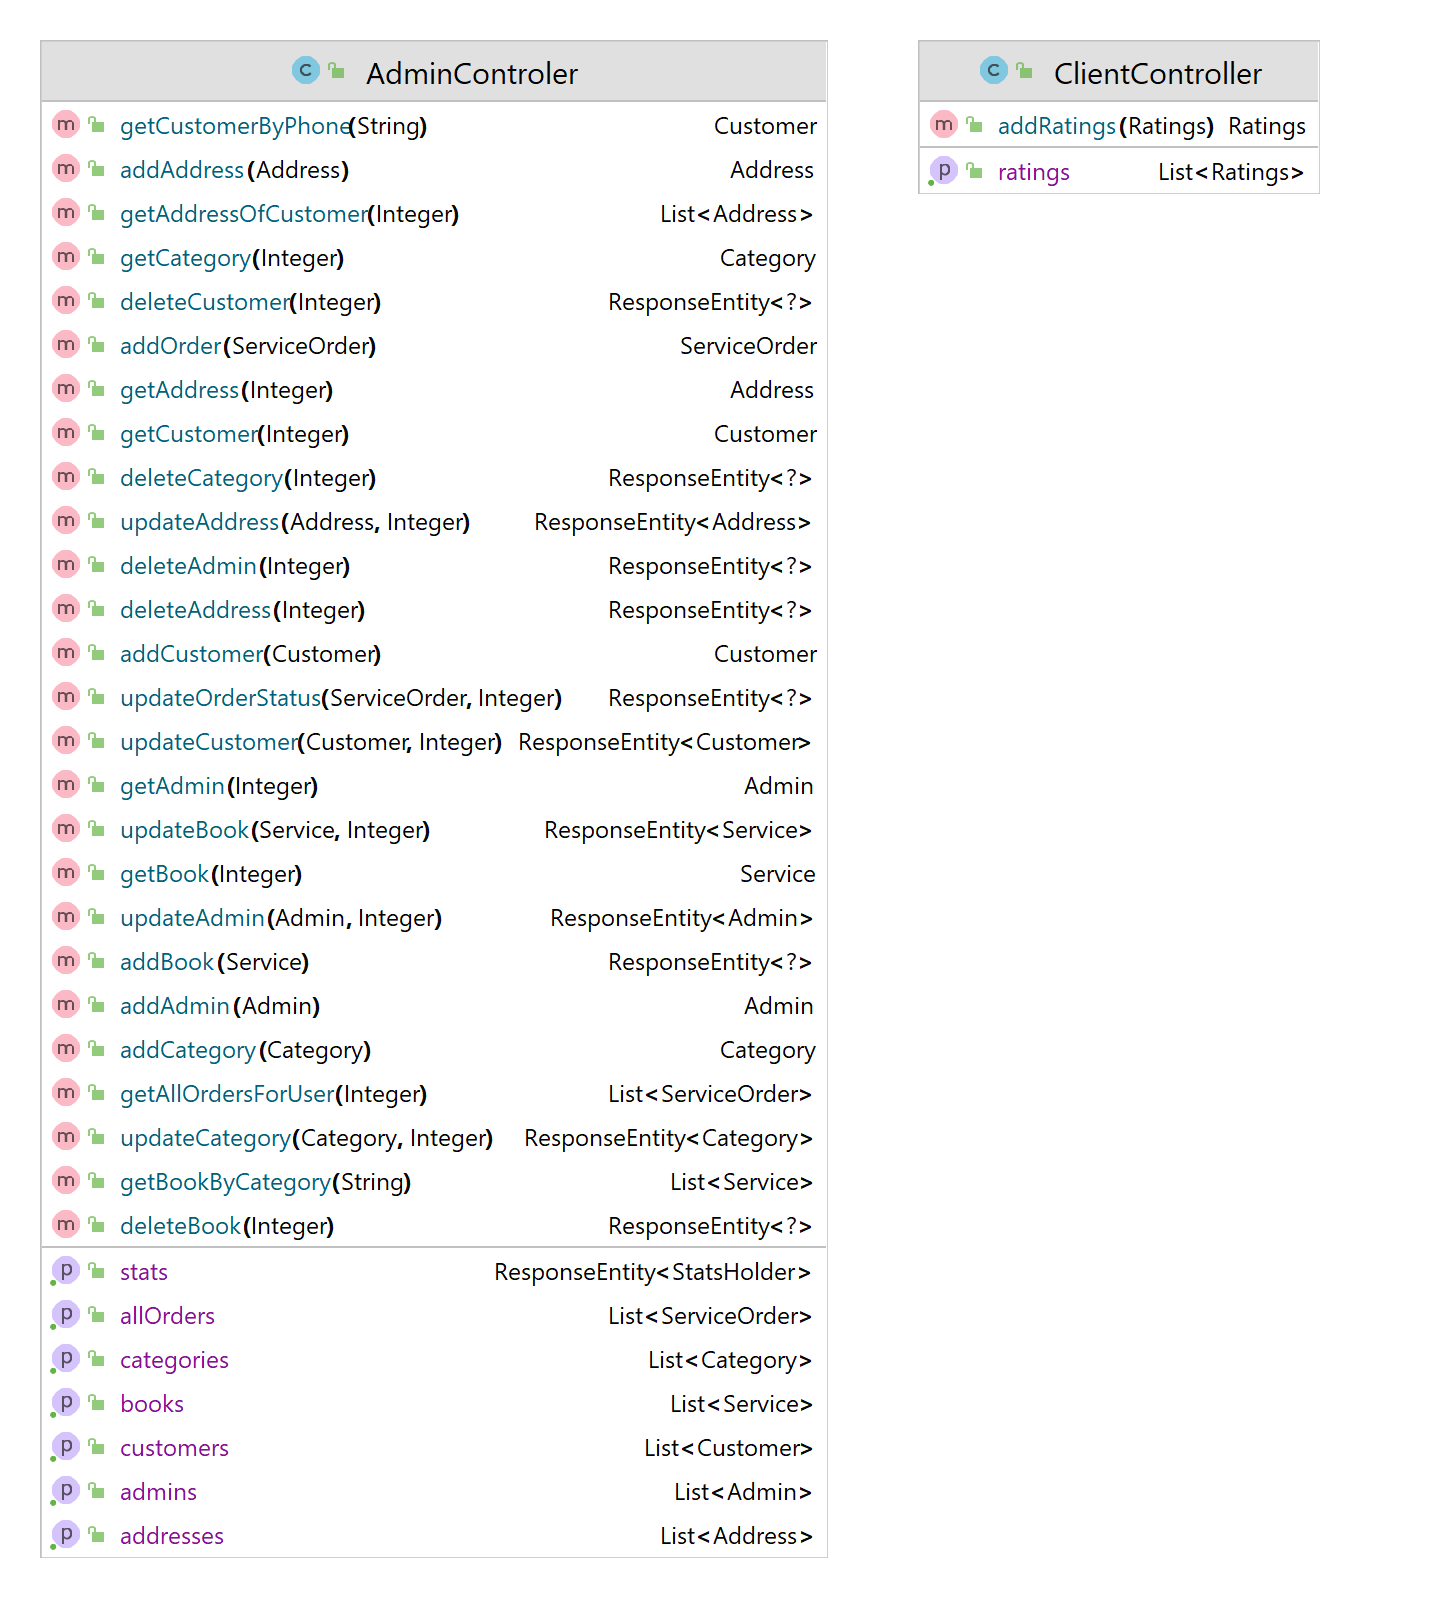 AdminControler
getCustomerByPhone(String) Customer
addAddress(Address) Address
getAddressOfCustomer(Integer) List<Address>
getCategory(Integer) Category
deleteCustomer(Integer) ResponseEntity<?>
addOrder(ServiceOrder) ServiceOrder
getAddress(Integer) Address
getCustomer(Integer) Customer
deleteCategory(Integer) ResponseEntity<?>
updateAddress(Address, Integer) ResponseEntity<Address>
deleteAdmin(Integer) ResponseEntity<?>
deleteAddress(Integer) ResponseEntity<?>
addCustomer(Customer) Customer
updateOrderStatus(ServiceOrder, Integer) ResponseEntity<?>
updateCustomer(Customer, Integer) ResponseEntity<Customer>
getAdmin(Integer) Admin
updateBook(Service, Integer) ResponseEntity<Service>
getBook(Integer) Service
updateAdmin(Admin, Integer) ResponseEntity<Admin>
addBook(Service) ResponseEntity<?>
addAdmin(Admin) Admin
addCategory(Category) Category
getAllOrdersForUser(Integer) List<ServiceOrder>
updateCategory(Category, Integer) ResponseEntity<Category>
getBookByCategory(String) List<Service>
deleteBook(Integer) ResponseEntity<?>
stats ResponseEntity<StatsHolder>
allOrders List<ServiceOrder>
categories List<Category>
books List<Service>
customers List<Customer>
admins List<Admin>
addresses List<Address>
ClientController
addRatings(Ratings) Ratings
ratings List<Ratings>